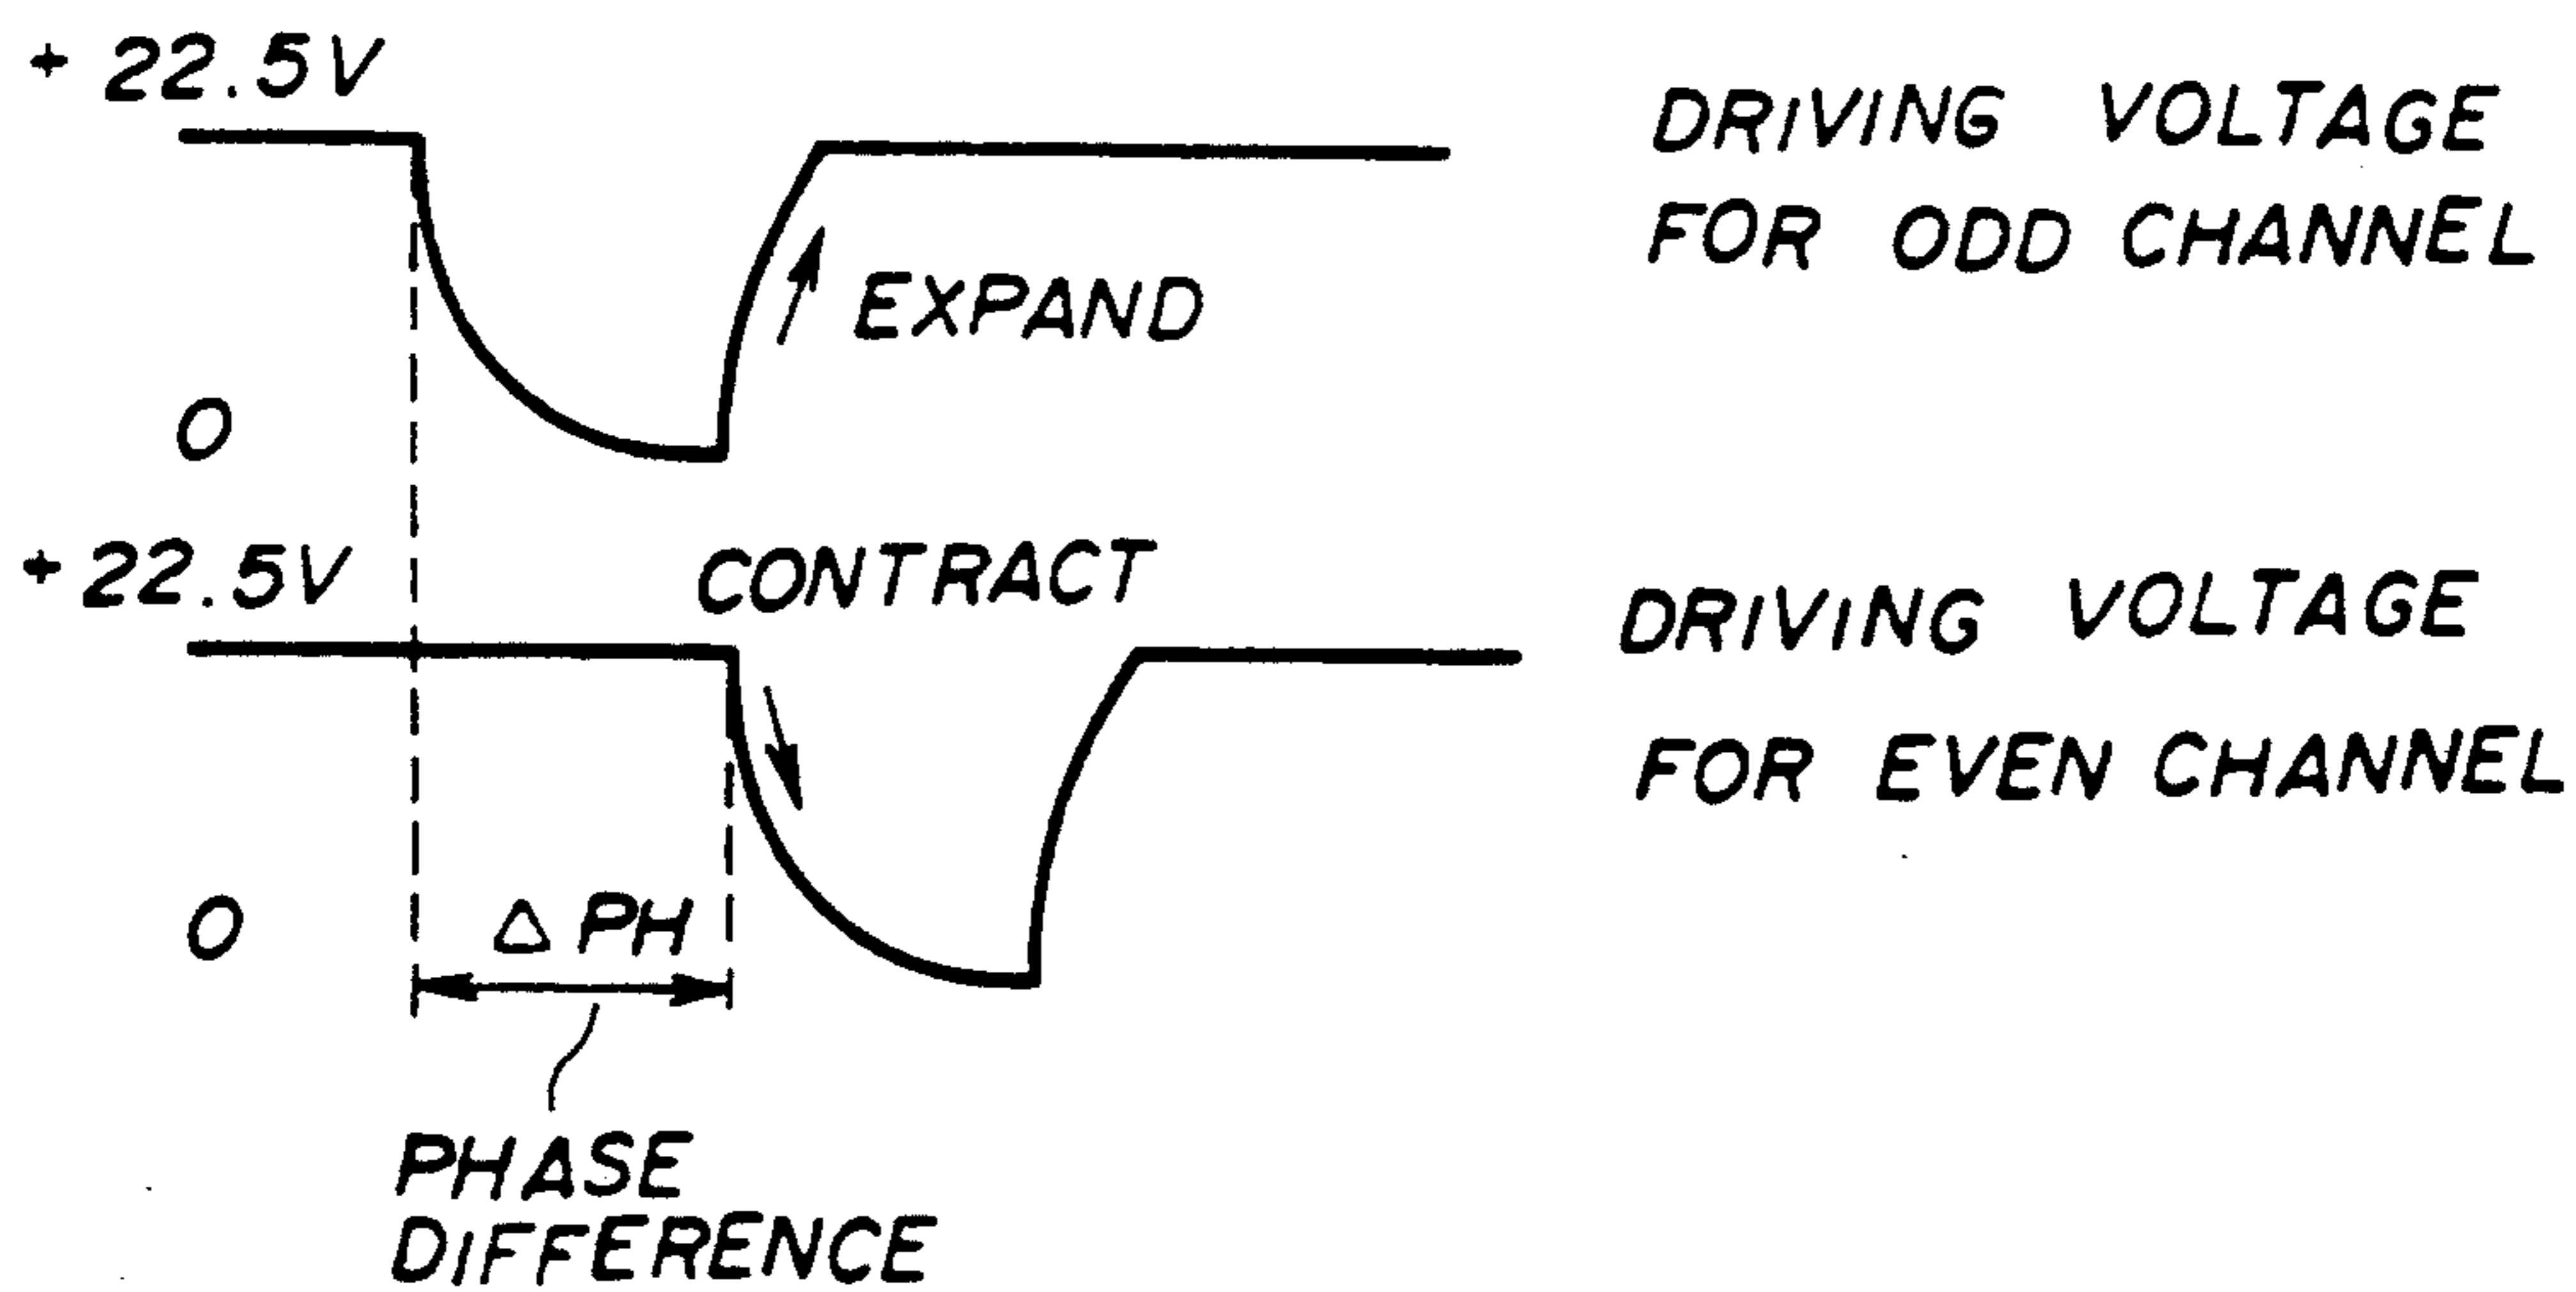 + 22.5V
DRIVING VOLTAGE
FOR ODD CHANNEL
EXPAND
0
+22.5V
CONTRACT
DRIVING VOLTAGE
FOR EVEN CHANNEL
0
△ PH
PHASE
DIFFERENCE